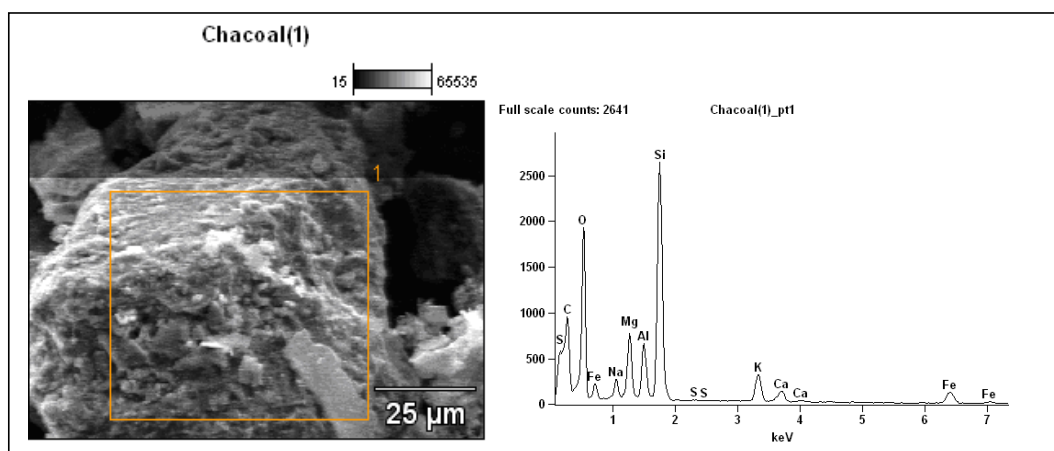 Chacoal(1)
15 65535
1
25 µm
Full scale counts: 2641 Chacoal(1)_pt1
2500
2000
1500
1000
500
0
S
C
O
Fe
Na
Mg
Al
Si
S S
K
Ca
Ca
Fe
Fe
1 2 3 4 5 6 7
keV